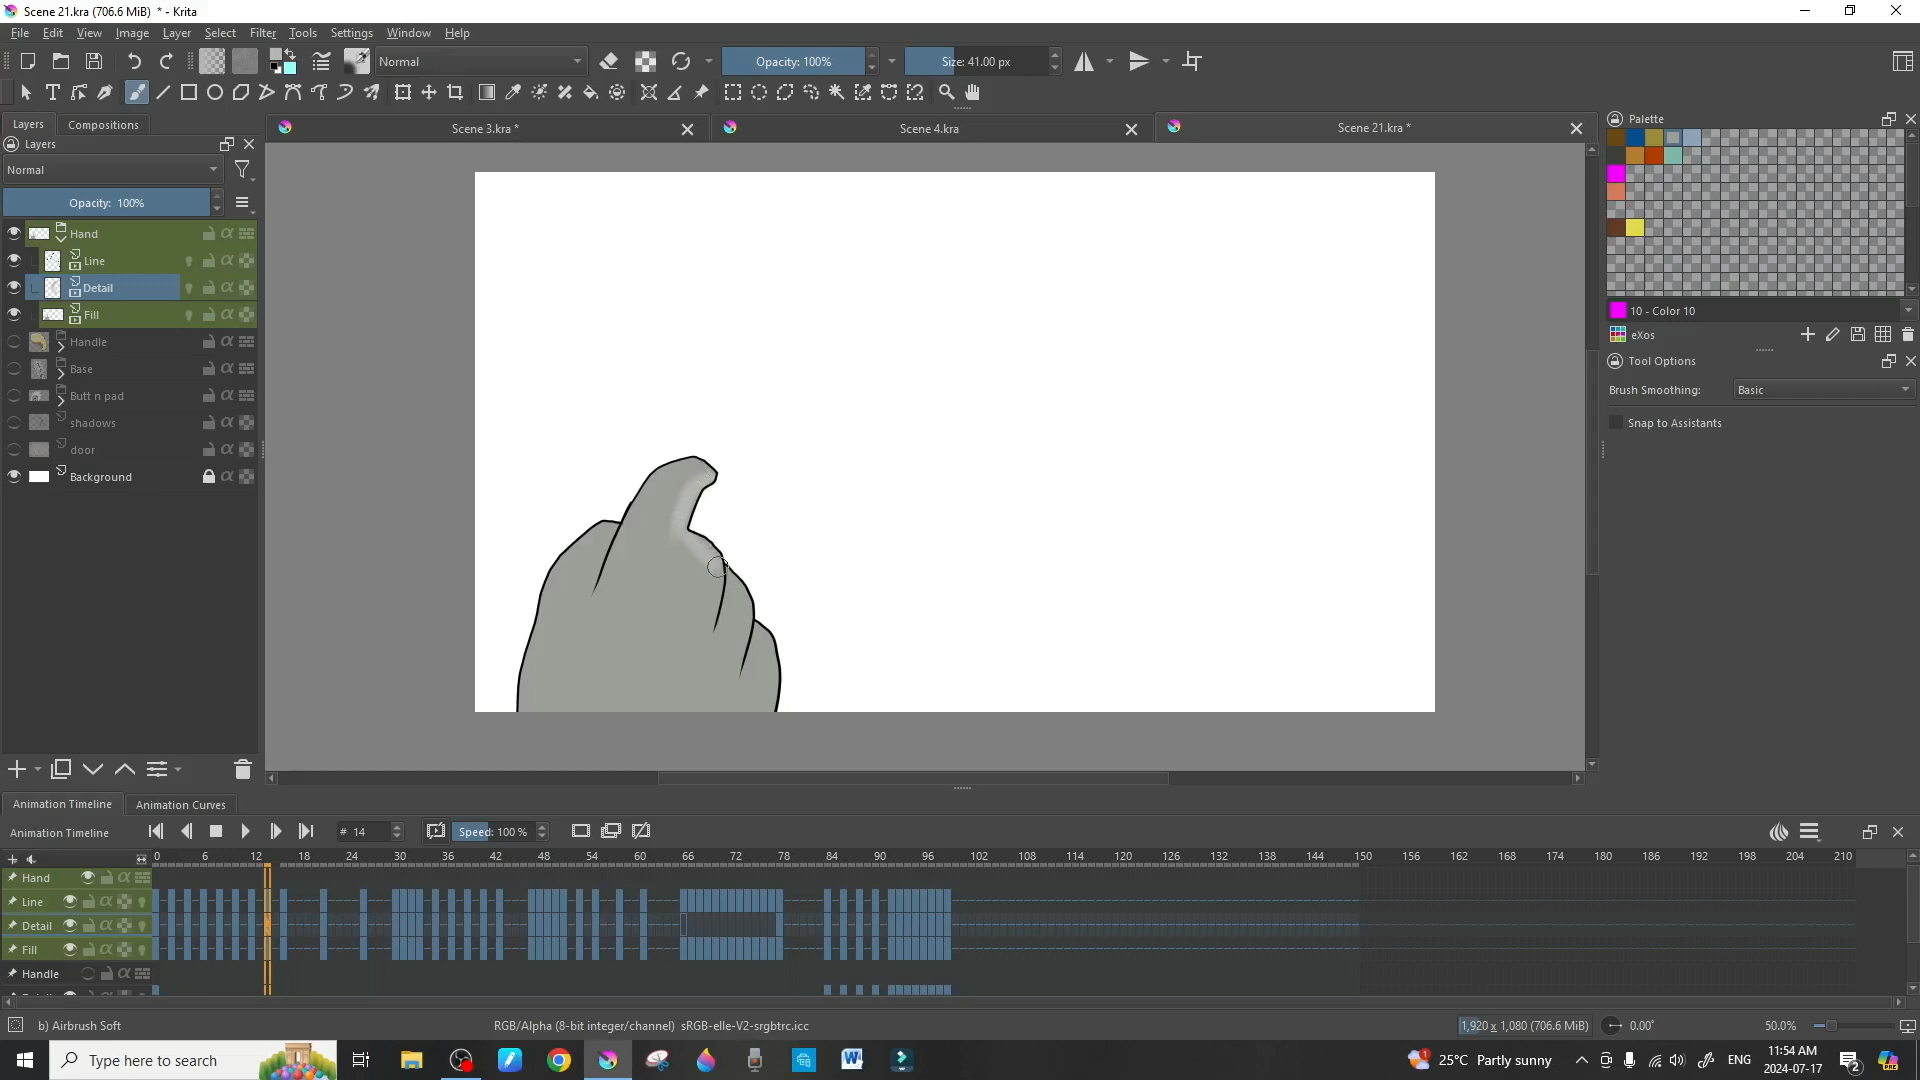 Scene 21.kra (706.6 MiB) * - Krita
File Edit View Image Layer Select Filter Tools Settings Window Help
Normal Opacity: 100% Size: 41.00 px
Layers Compositions
Scene 3.kra * Scene 4.kra Scene 21.kra *
Layers
Normal
Opacity: 100%
Hand
Line
Detail
Fill
Handle
Base
Butt n pad
shadows
door
Background
Palette
10 - Color 10
eXos
Tool Options
Brush Smoothing: Basic
Snap to Assistants
Animation Timeline Animation Curves
Animation Timeline # 14 Speed: 100 %
0 6 12 18 24 30 36 42 48 54 60 66 72 78 84 90 96 102 108 114 120 126 132 138 144 150 156 162 168 174 180 186 192 198 204 210
Hand
Line
Detail
Fill
Handle
b) Airbrush Soft RGB/Alpha (8-bit integer/channel) sRGB-elle-V2-srgbtrc.icc 1,920 x 1,080 (706.6 MiB) 0.00° 50.0%
Type here to search 25°C Partly sunny ENG 11:54 AM
2024-07-17